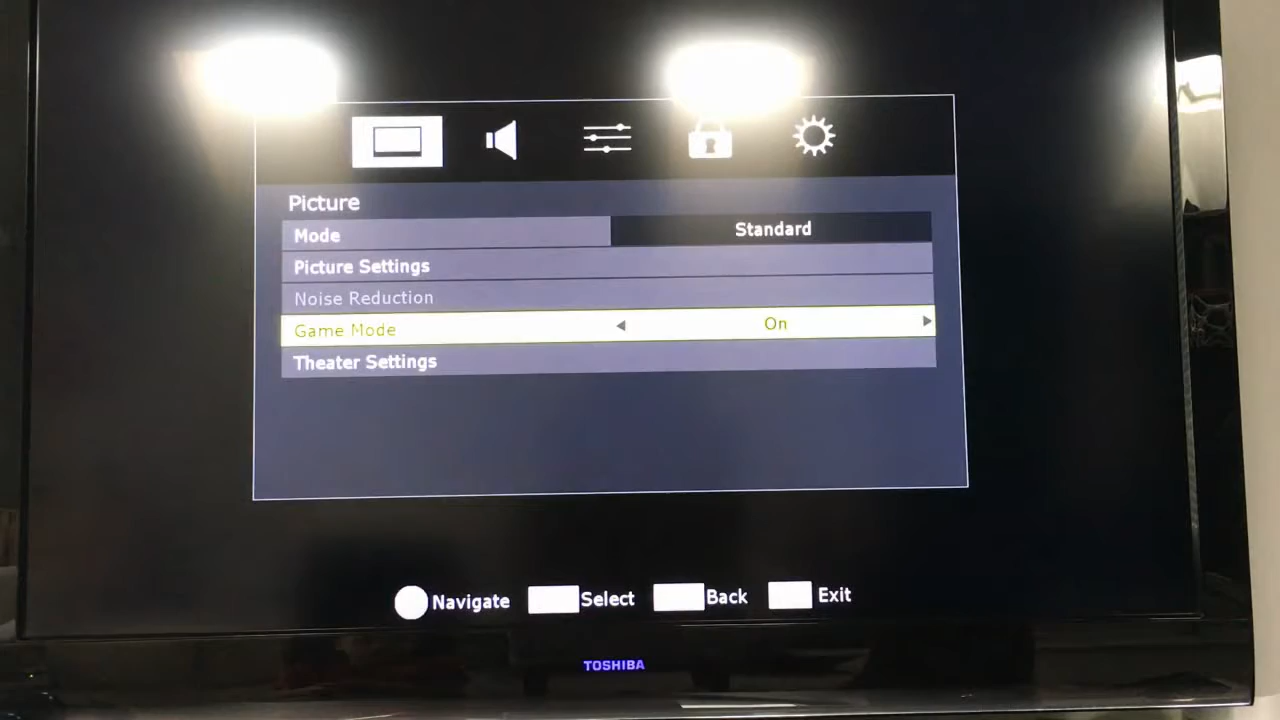 Picture
Mode Standard
Picture Settings
Noise Reduction
Game Mode On
Theater Settings
Navigate Select Back Exit
TOSHIBA